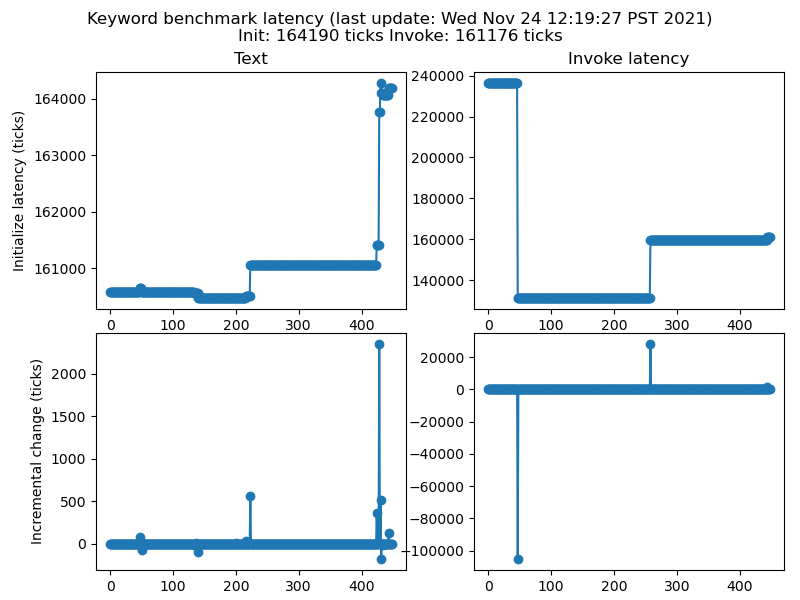 Keyword benchmark latency (last update: Wed Nov 24 12:19:27 PST 2021)
Init: 164190 ticks Invoke: 161176 ticks
Text
Invoke latency
Initialize latency (ticks)
164000
163000
162000
161000
0 100 200 300 400
240000
220000
200000
180000
160000
140000
0 100 200 300 400
Incremental change (ticks)
2000
1500
1000
500
0
0 100 200 300 400
20000
0
−20000
−40000
−60000
−80000
−100000
0 100 200 300 400